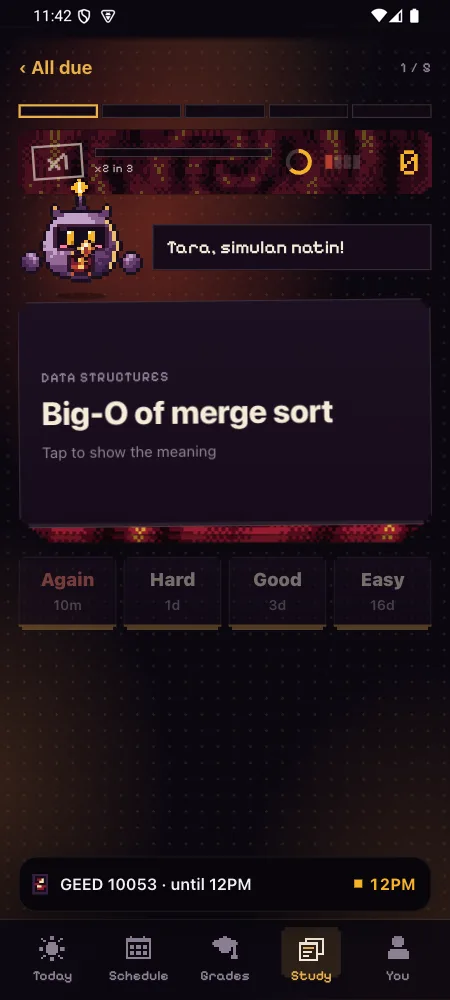 11:42
‹ All due
1 / 8
x1
x2 in 3
0
Tara, simulan natin!
DATA STRUCTURES
Big-O of merge sort
Tap to show the meaning
Again
10m
Hard
1d
Good
3d
Easy
16d
GEED 10053 · until 12PM
12PM
Today
Schedule
Grades
Study
You